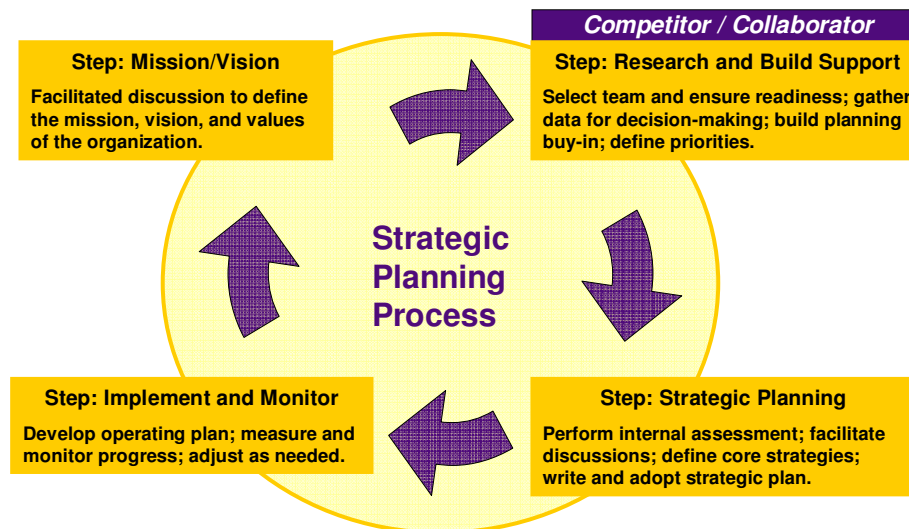 Competitor / Collaborator
Step: Mission/Vision
Facilitated discussion to define
the mission, vision, and values
of the organization.
Step: Research and Build Support
Select team and ensure readiness; gather
data for decision-making; build planning
buy-in; define priorities.
Strategic
Planning
Process
Step: Implement and Monitor
Develop operating plan; measure and
monitor progress; adjust as needed.
Step: Strategic Planning
Perform internal assessment; facilitate
discussions; define core strategies;
write and adopt strategic plan.